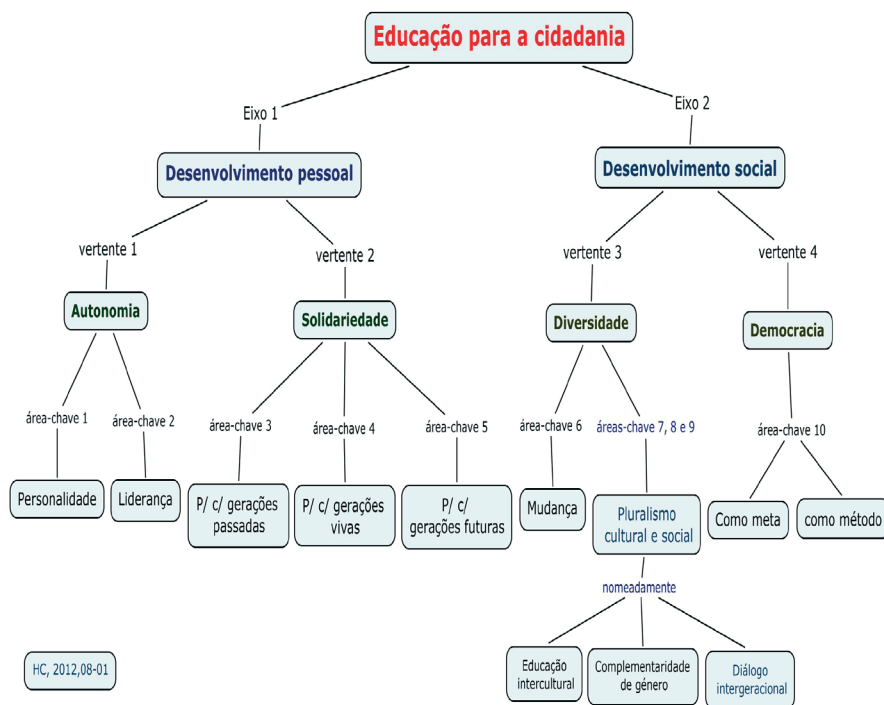 Educação para a cidadania
Eixo 1
Eixo 2
Desenvolvimento pessoal
Desenvolvimento social
vertente 1
vertente 2
vertente 3
vertente 4
Autonomia
Solidariedade
Diversidade
Democracia
área-chave 1
área-chave 2
área-chave 3
área-chave 4
área-chave 5
área-chave 6
áreas-chave 7, 8 e 9
área-chave 10
Personalidade
Liderança
P/ c/ gerações
passadas
P/ c/ gerações
vivas
P/ c/
gerações futuras
Mudança
Pluralismo
cultural e social
Como meta
como método
nomeadamente
Educação
intercultural
Complementaridade
de género
Diálogo
intergeracional
HC, 2012,08-01